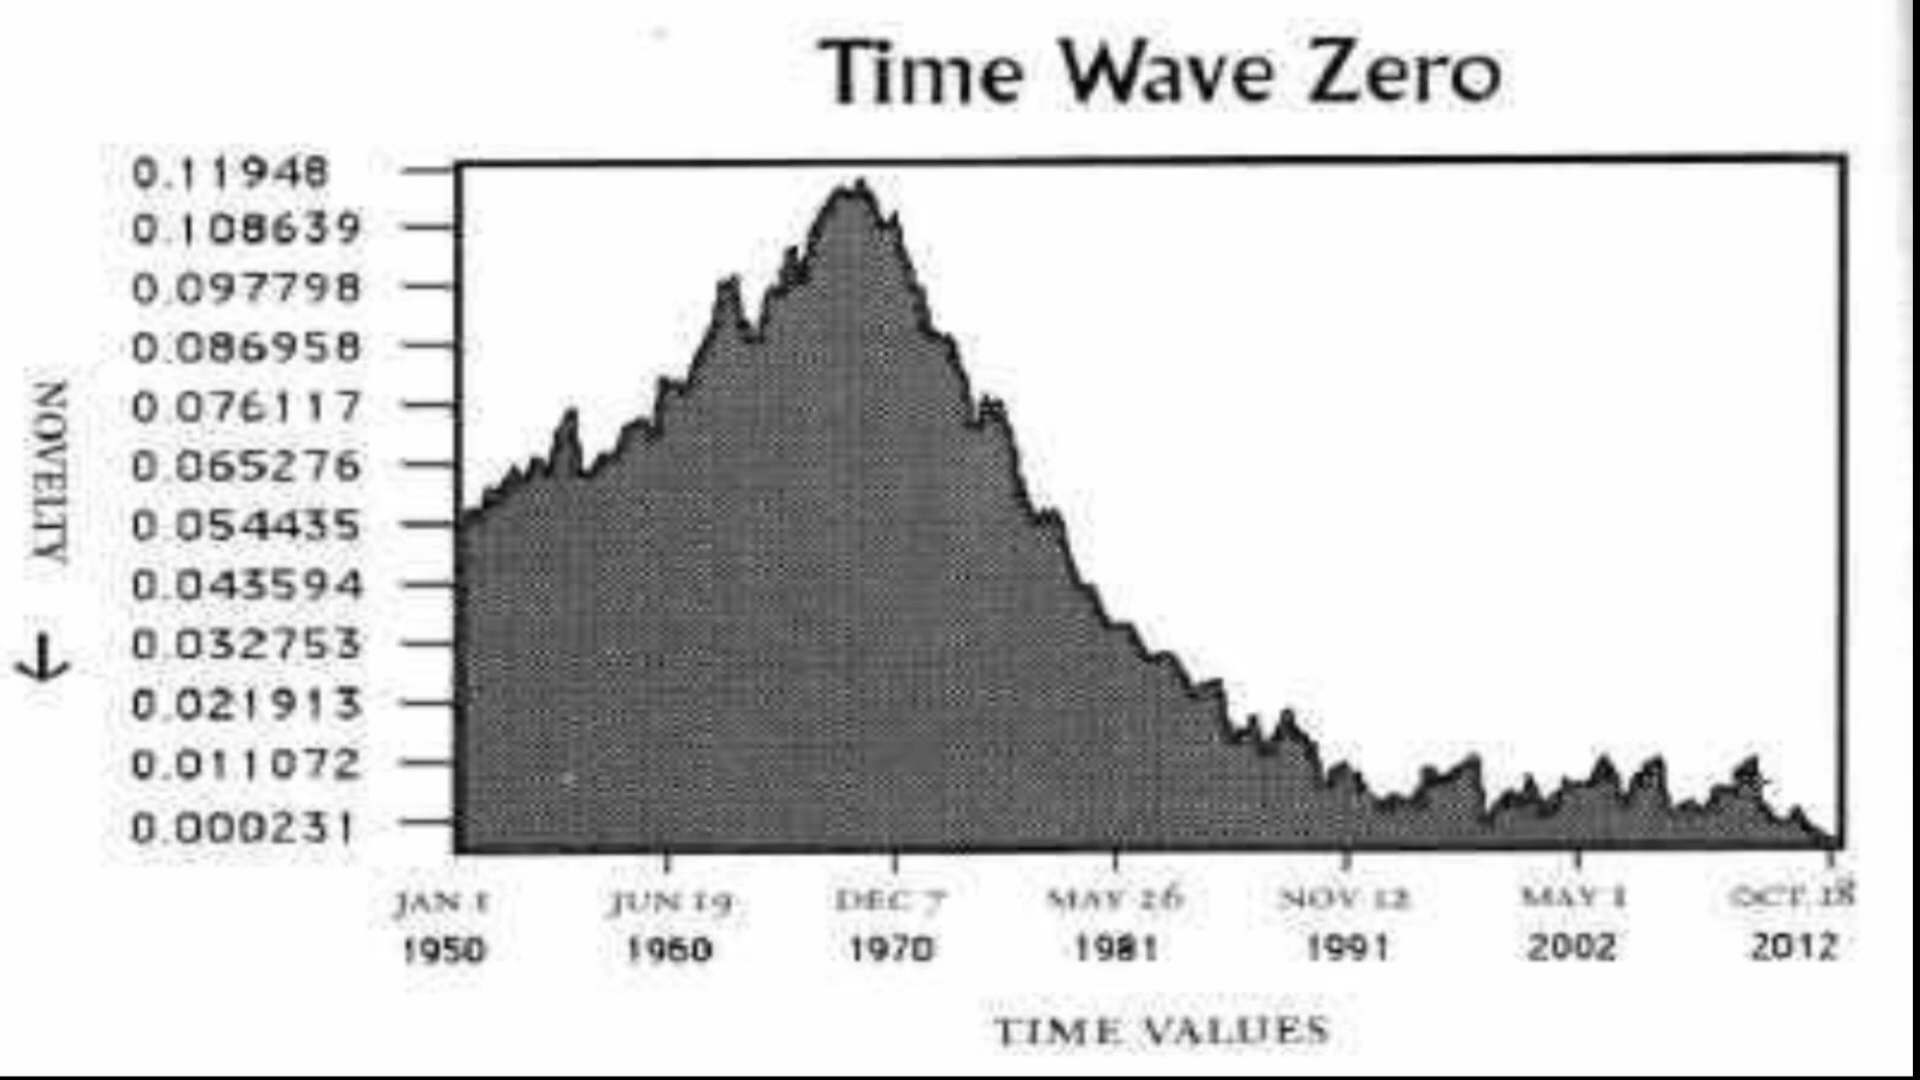 Time Wave Zero
0.11948
0.108639
0.097798
0.086958
0.076117
0.065276
0.054435
0.043594
0.032753
0.021913
0.011072
0.000231
NOVELTY
JAN 1 JUN 19 DEC 7 MAY 26 NOV 12 MAY 1 OCT 18
1950 1960 1970 1981 1991 2002 2012
TIME VALUES